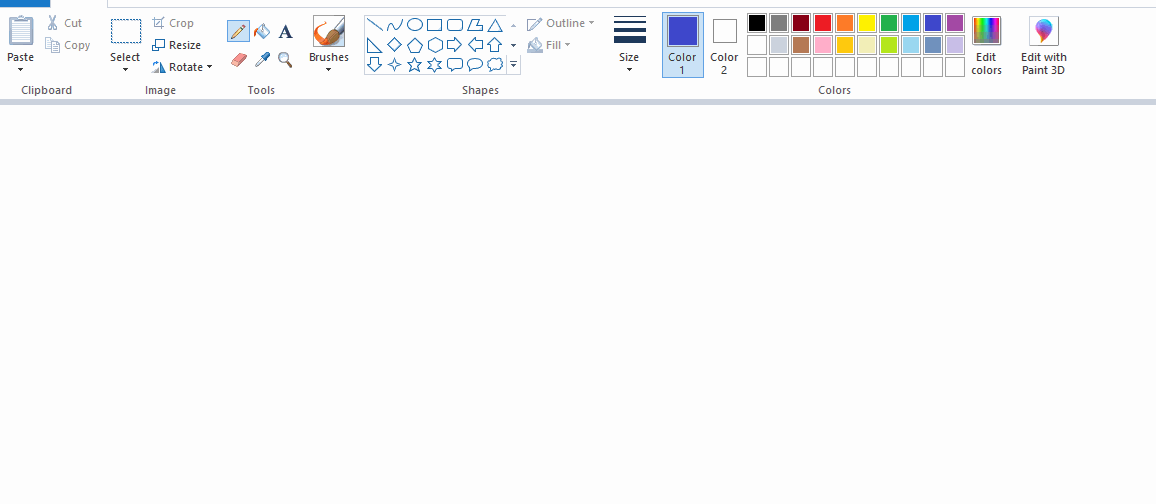 Cut
Copy
Paste
Clipboard
Crop
Resize
Rotate
Select
Image
A
Tools
Brushes
Outline
Fill
Shapes
Size
Color
1
Color
2
Edit
colors
Colors
Edit with
Paint 3D